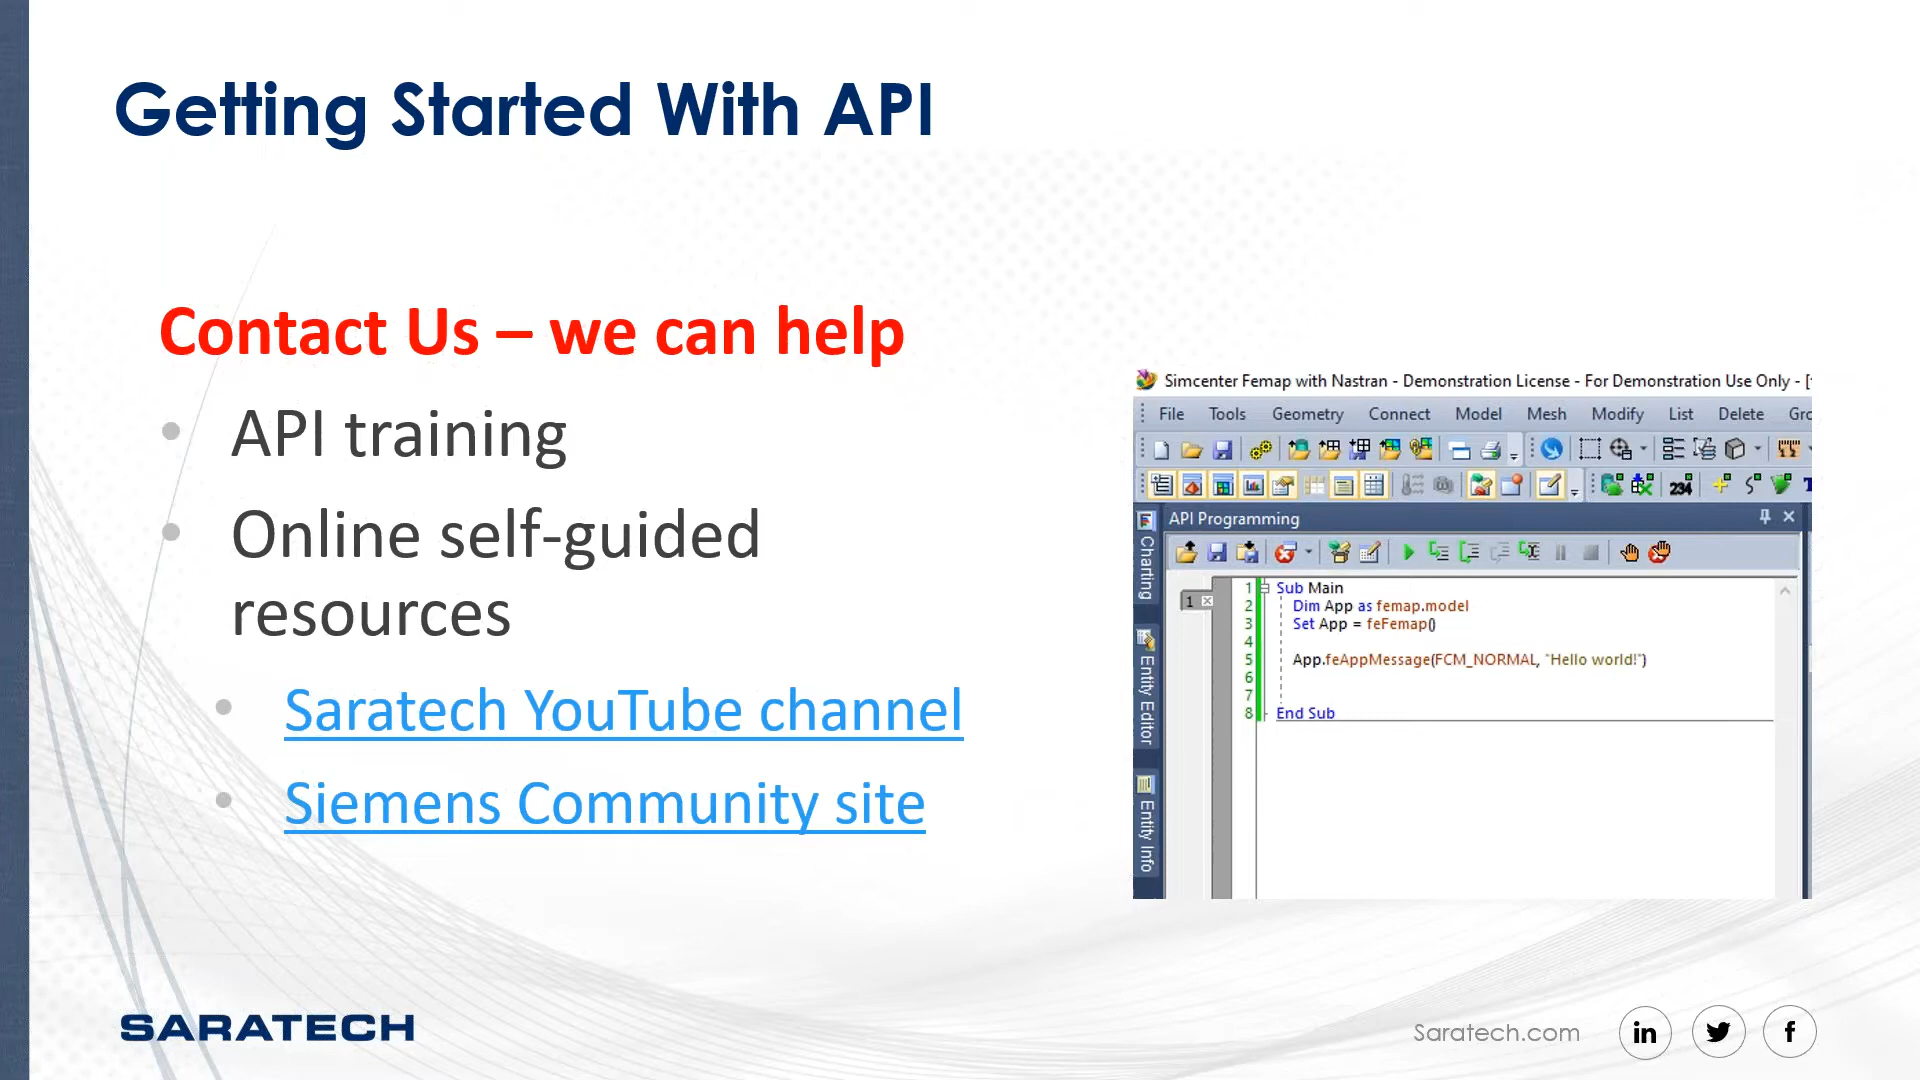 Getting Started With API
Contact Us – we can help
• API training
• Online self-guided
resources
• Saratech YouTube channel
• Siemens Community site
Simcenter Femap with Nastran - Demonstration License - For Demonstration Use Only - [
File Tools Geometry Connect Model Mesh Modify List Delete Gro
234
API Programming
Charting
Entity Editor
Entity Info
1
1 Sub Main
2 Dim App as femap.model
3 Set App = feFemap()
4
5 App.feAppMessage(FCM_NORMAL, "Hello world!")
6
7
8 End Sub
SARATECH
Saratech.com
in
f